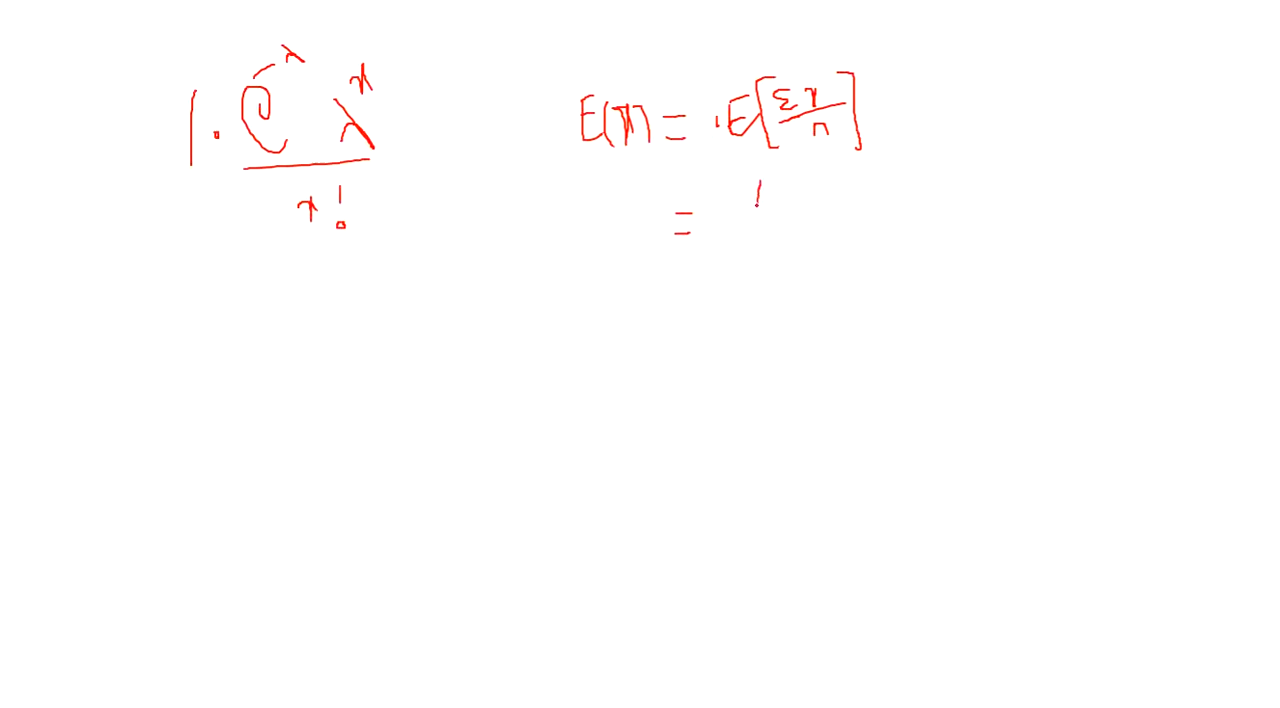 1. e^-λ λ^x / x!
E(x̄) = E[Σx / n]
=